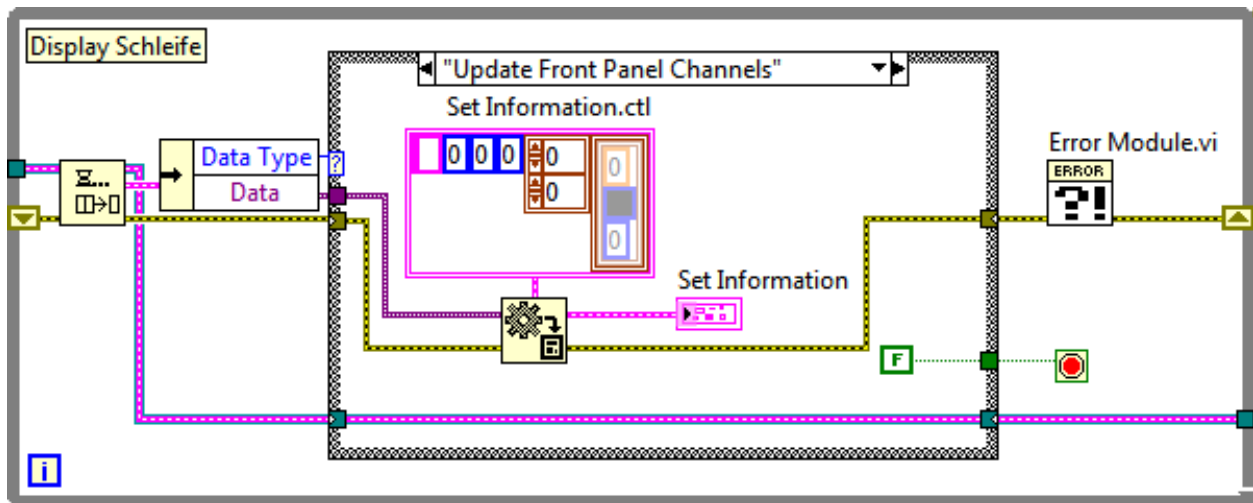 Display Schleife
"Update Front Panel Channels"
Set Information.ctl
0 0 0 0
0
0
0
Error Module.vi
ERROR
?!
Data Type
?
Data
Set Information
F
i